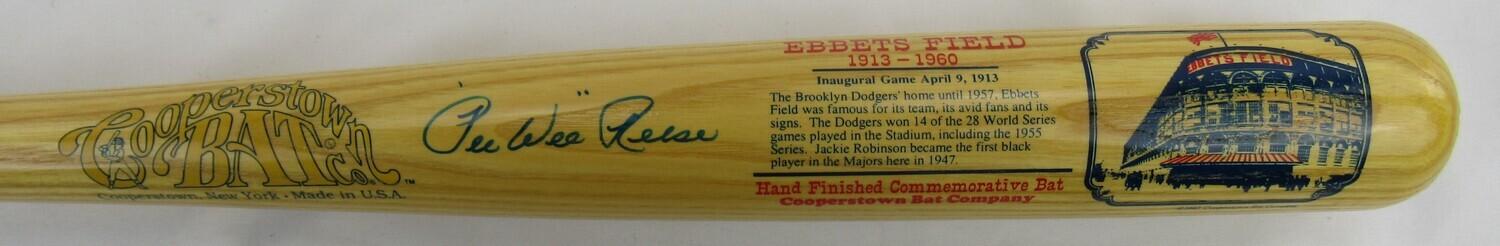 Cooperstown
BAT Co.
™
Cooperstown, New York • Made in U.S.A.
"Pee Wee" Reese
EBBETS FIELD
1913 - 1960
Inaugural Game April 9, 1913
The Brooklyn Dodgers' home until 1957, Ebbets
Field was famous for its team, its avid fans and its
signs. The Dodgers won 14 of the 28 World Series
games played in the Stadium, including the 1955
Series. Jackie Robinson became the first black
player in the Majors here in 1947.
Hand Finished Commemorative Bat
Cooperstown Bat Company
EBBETS FIELD
Cooperstown Bat Company